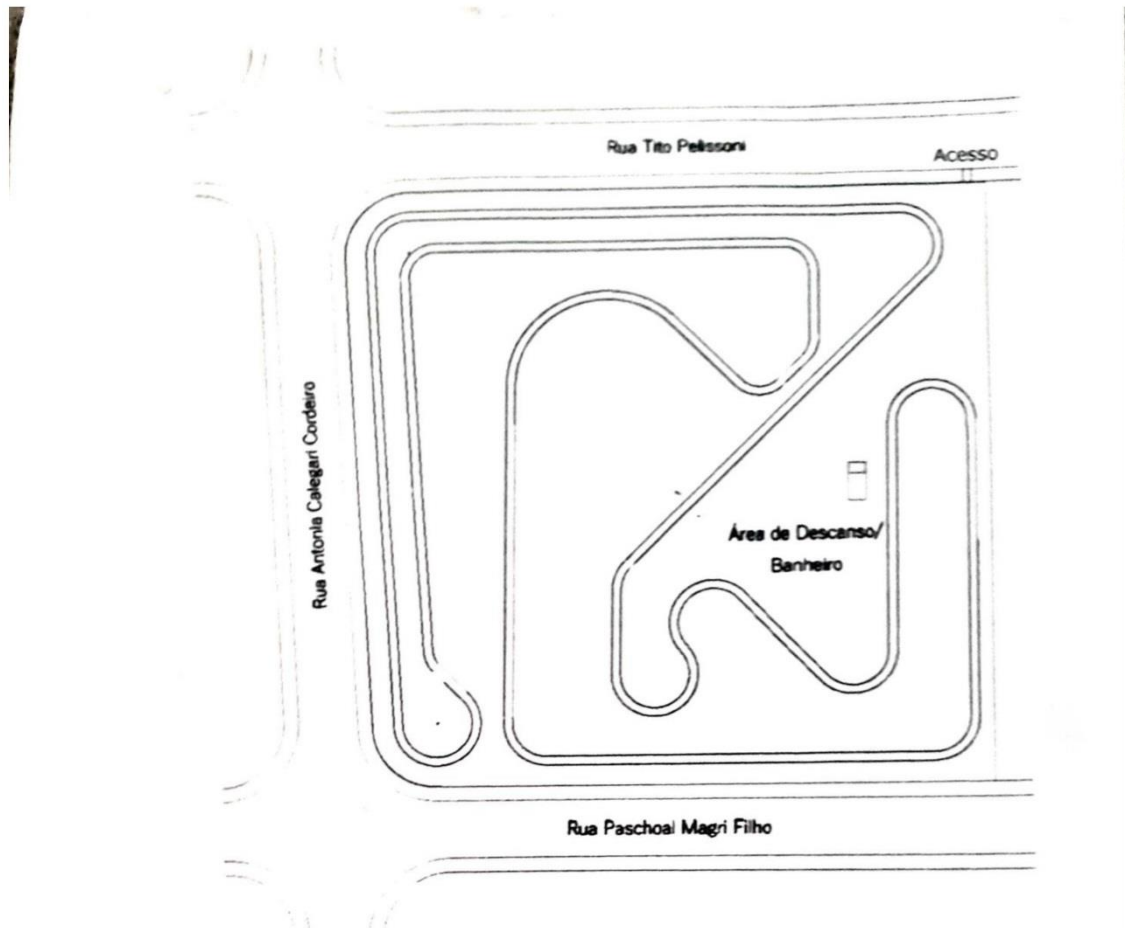 Rua Tito Pelissoni
Acesso
Rua Antonia Calegari Cordeiro
Área de Descanso/
Banheiro
Rua Paschoal Magri Filho